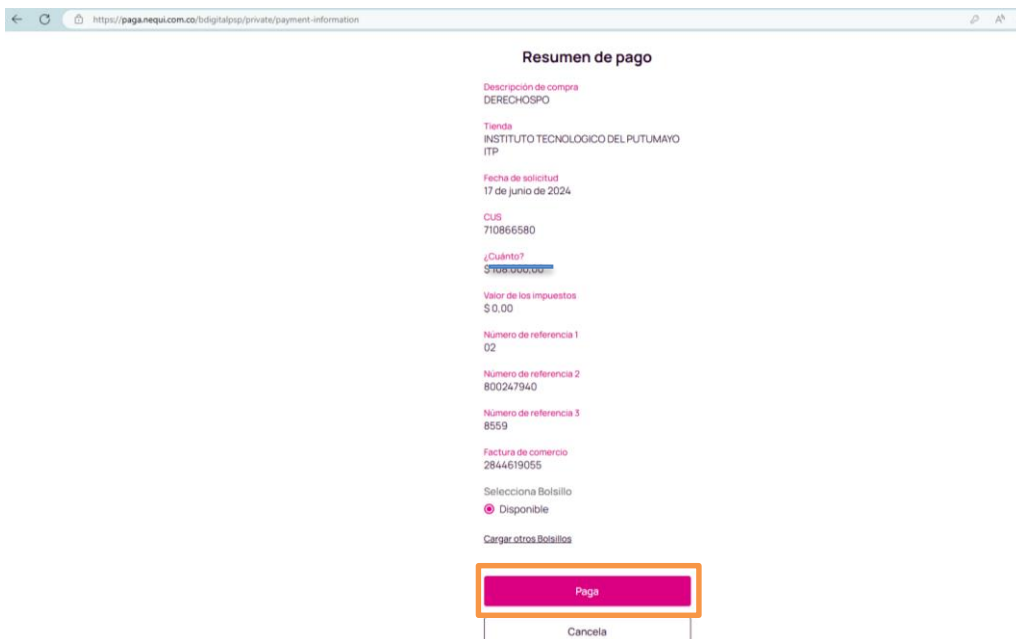 https://paga.nequi.com.co/bdigitalpsp/private/payment-information
Resumen de pago
Descripción de compra
DERECHOSPO
Tienda
INSTITUTO TECNOLOGICO DEL PUTUMAYO
ITP
Fecha de solicitud
17 de junio de 2024
CUS
710866580
¿Cuánto?
Valor de los impuestos
$ 0,00
Número de referencia 1
02
Número de referencia 2
800247940
Número de referencia 3
8559
Factura de comercio
2844619055
Selecciona Bolsillo
Disponible
Cargar otros Bolsillos
Paga
Cancela